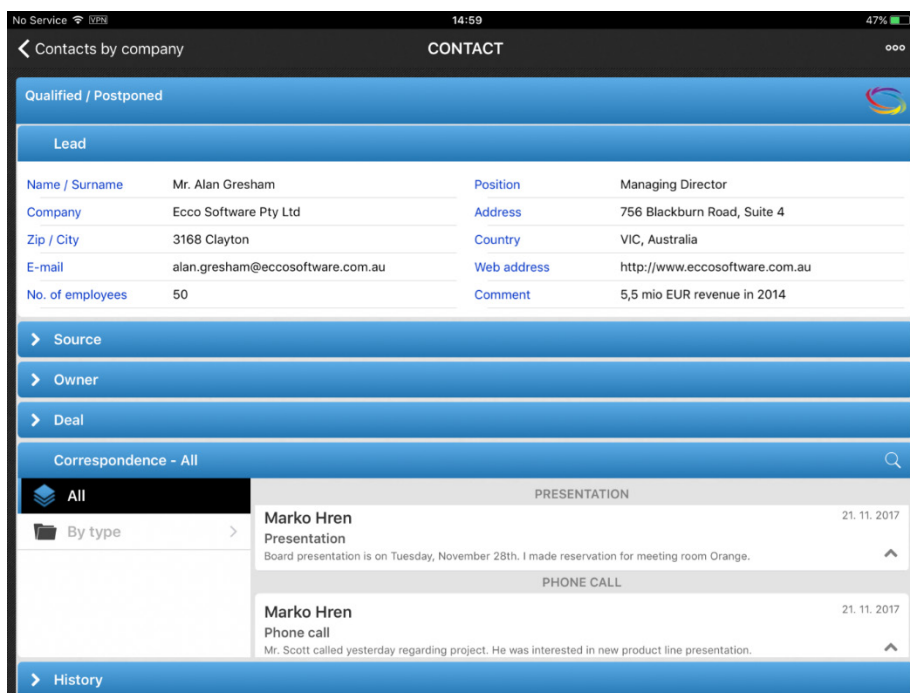 No Service VPN 14:59 47%
Contacts by company CONTACT
Qualified / Postponed
Lead
Name / Surname Mr. Alan Gresham Position Managing Director
Company Ecco Software Pty Ltd Address 756 Blackburn Road, Suite 4
Zip / City 3168 Clayton Country VIC, Australia
E-mail alan.gresham@eccosoftware.com.au Web address http://www.eccosoftware.com.au
No. of employees 50 Comment 5,5 mio EUR revenue in 2014
Source
Owner
Deal
Correspondence - All
All
By type
PRESENTATION
Marko Hren 21. 11. 2017
Presentation
Board presentation is on Tuesday, November 28th. I made reservation for meeting room Orange.
PHONE CALL
Marko Hren 21. 11. 2017
Phone call
Mr. Scott called yesterday regarding project. He was interested in new product line presentation.
History